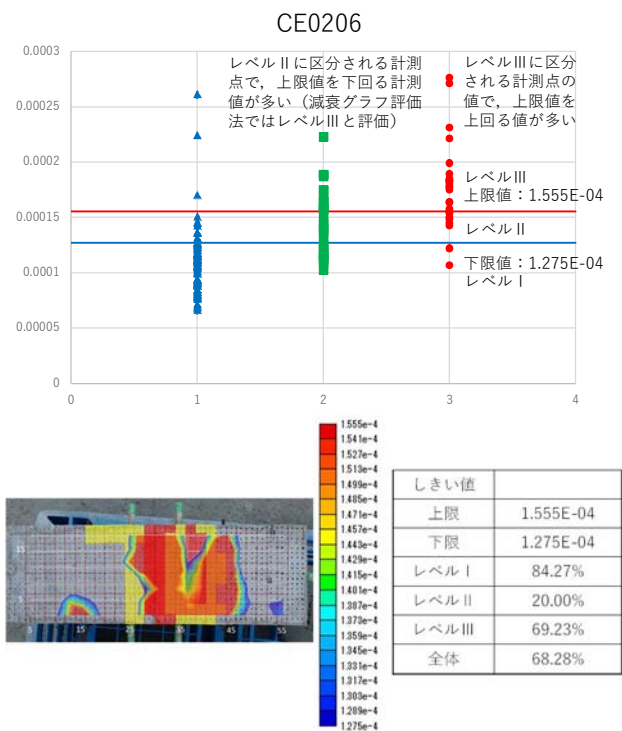 CE0206
0.0003
0.00025
0.0002
0.00015
0.0001
0.00005
0
0
1
2
3
4
レベルⅡに区分される計測
点で，上限値を下回る計測
値が多い（減衰グラフ評価
法ではレベルⅢと評価）
レベルⅢに区分
される計測点の
値で，上限値を
上回る値が多い
レベルⅢ
上限値：1.555E-04
レベルⅡ
下限値：1.275E-04
レベルⅠ
1.555e-4
1.541e-4
1.527e-4
1.513e-4
1.499e-4
1.485e-4
1.471e-4
1.457e-4
1.443e-4
1.429e-4
1.415e-4
1.401e-4
1.387e-4
1.373e-4
1.359e-4
1.345e-4
1.331e-4
1.317e-4
1.303e-4
1.289e-4
1.275e-4
15
5
5
15
25
35
45
55
しきい値
上限 1.555E-04
下限 1.275E-04
レベルⅠ 84.27%
レベルⅡ 20.00%
レベルⅢ 69.23%
全体 68.28%